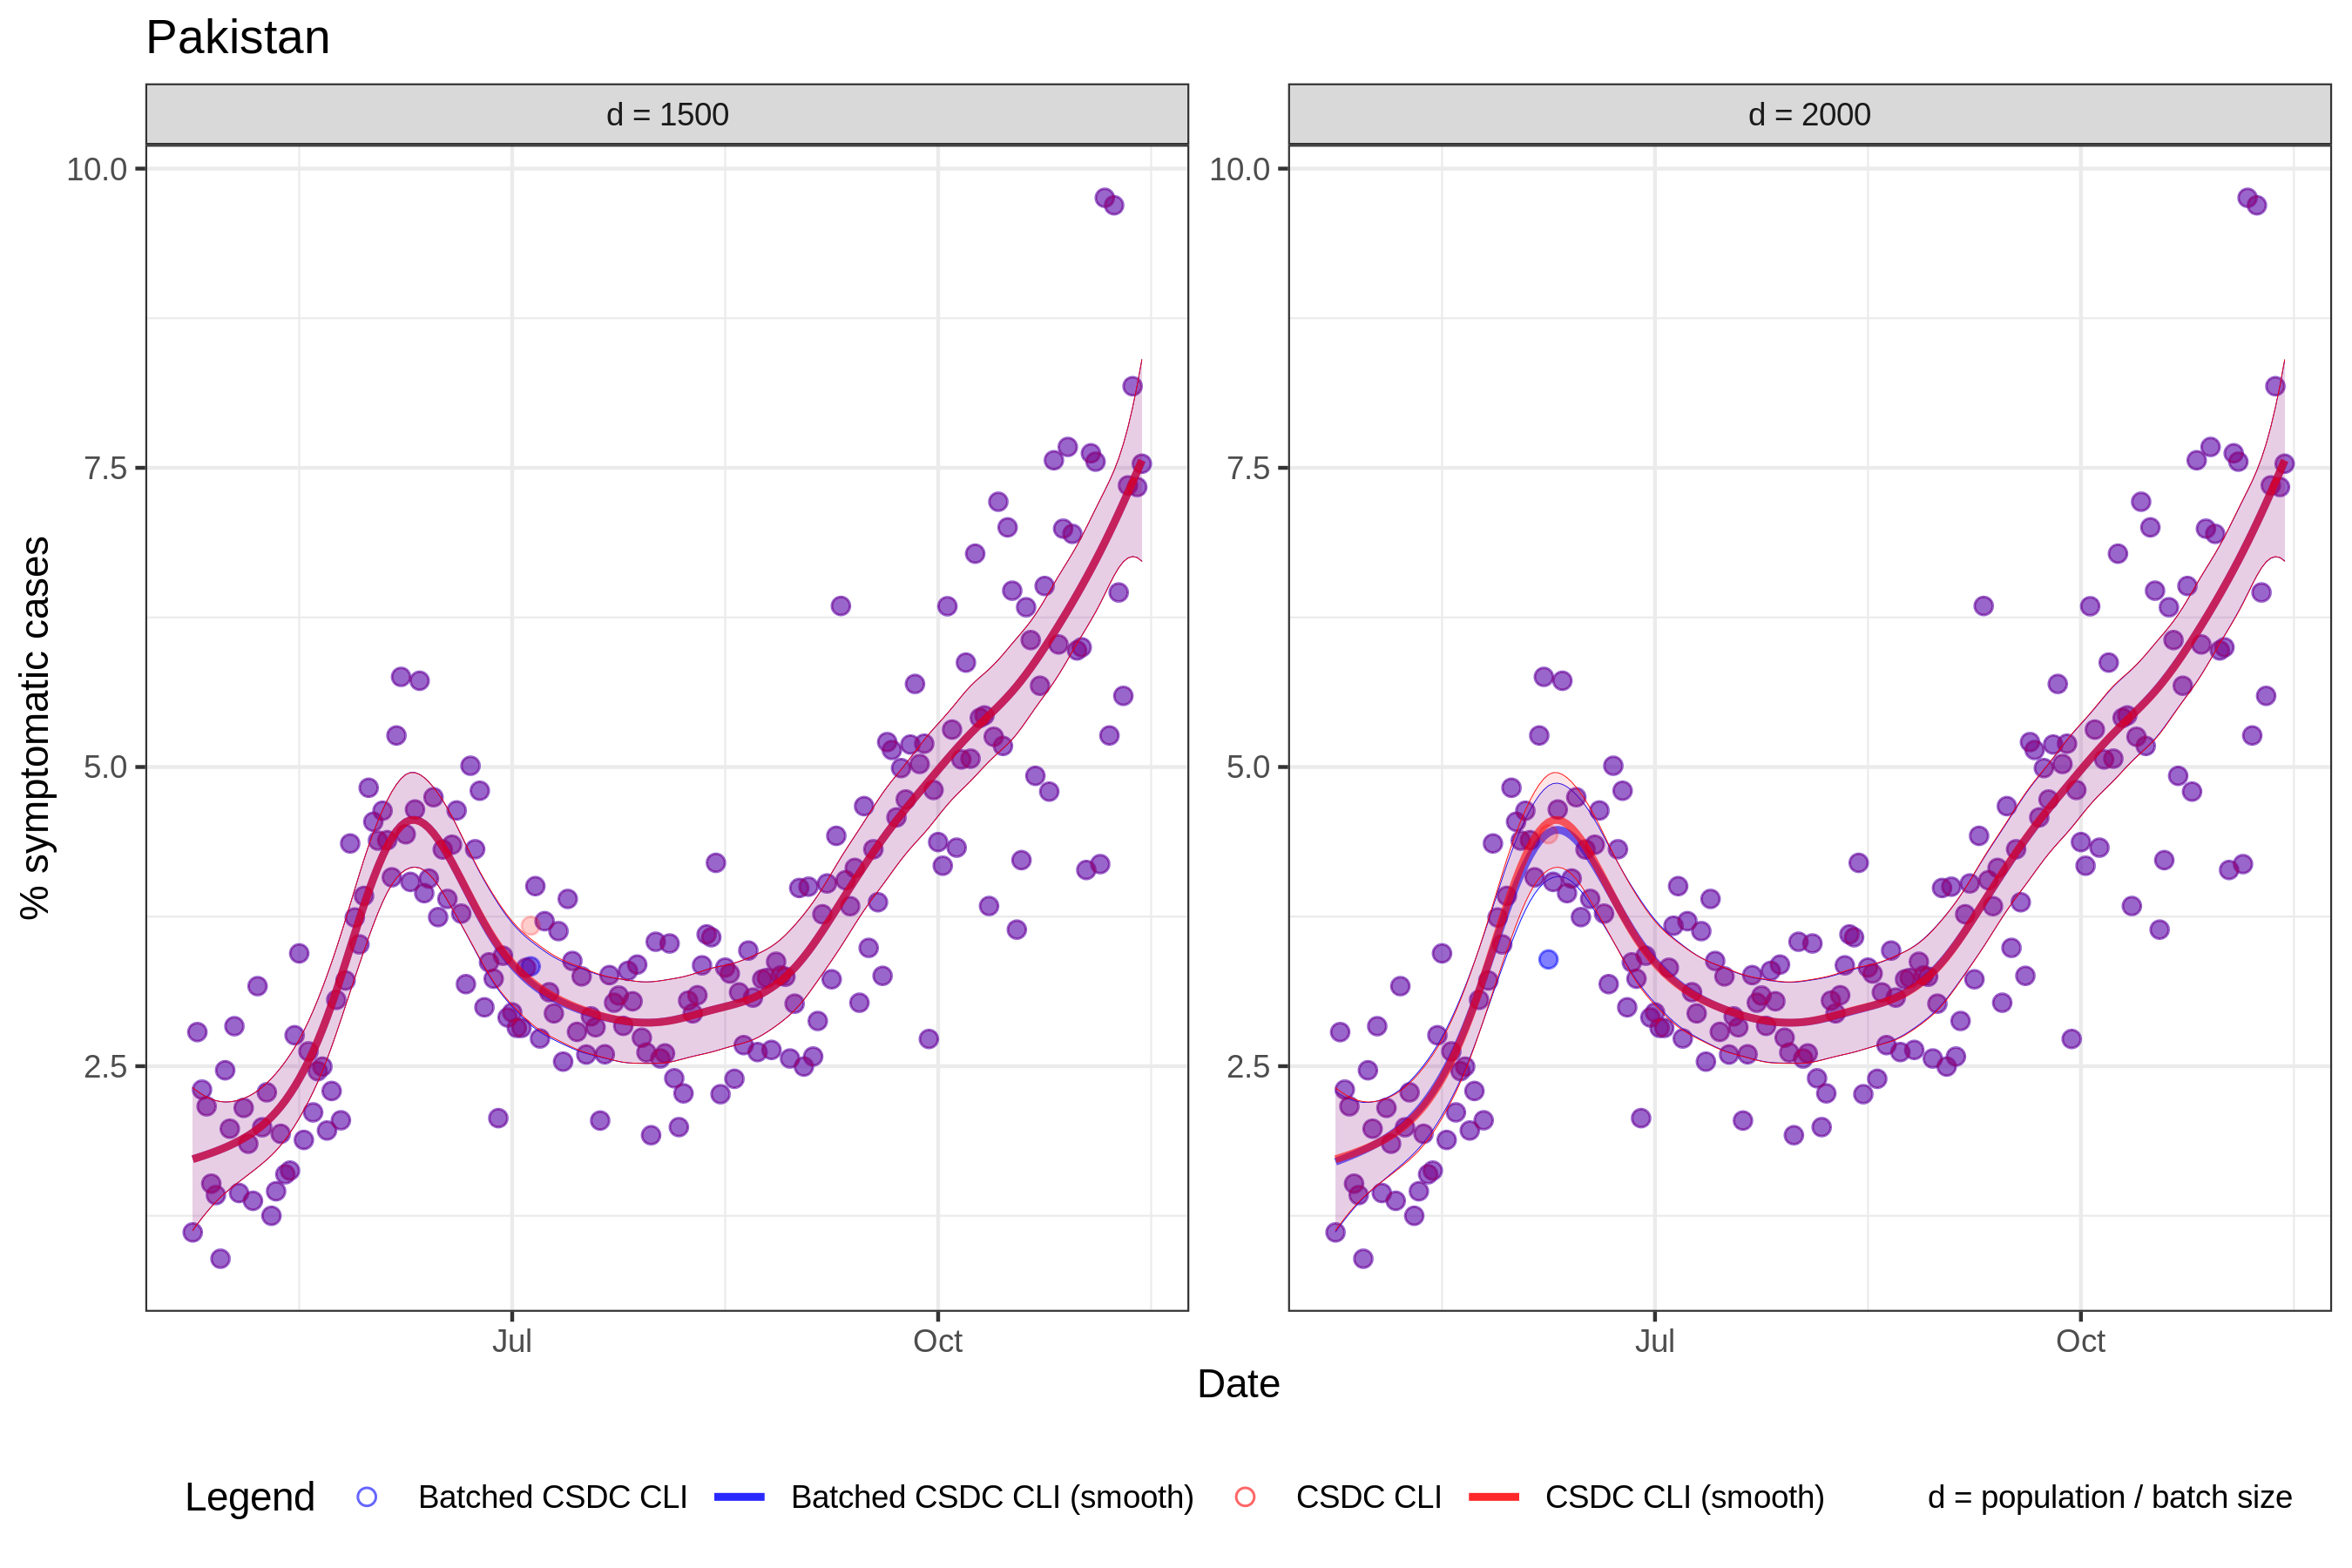 Pakistan
d = 1500
d = 2000
10.0
7.5
5.0
2.5
10.0
7.5
5.0
2.5
% symptomatic cases
Jul
Oct
Jul
Oct
Date
Legend
Batched CSDC CLI
Batched CSDC CLI (smooth)
CSDC CLI
CSDC CLI (smooth)
d = population / batch size